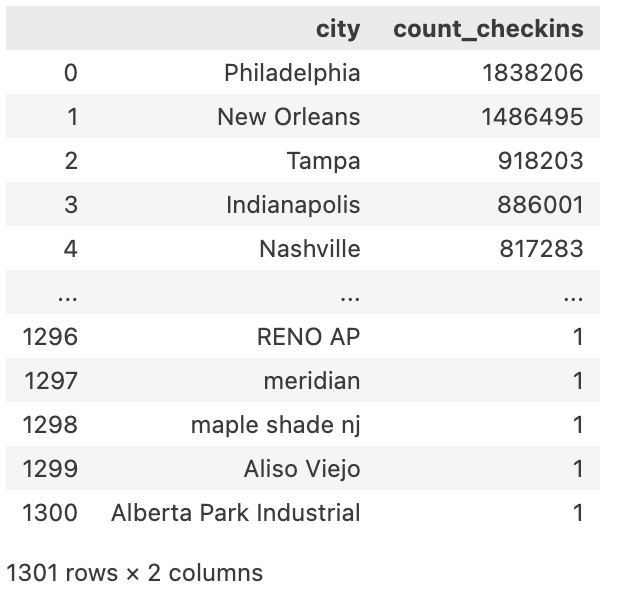 city count_checkins
0 Philadelphia 1838206
1 New Orleans 1486495
2 Tampa 918203
3 Indianapolis 886001
4 Nashville 817283
... ... ...
1296 RENO AP 1
1297 meridian 1
1298 maple shade nj 1
1299 Aliso Viejo 1
1300 Alberta Park Industrial 1
1301 rows × 2 columns